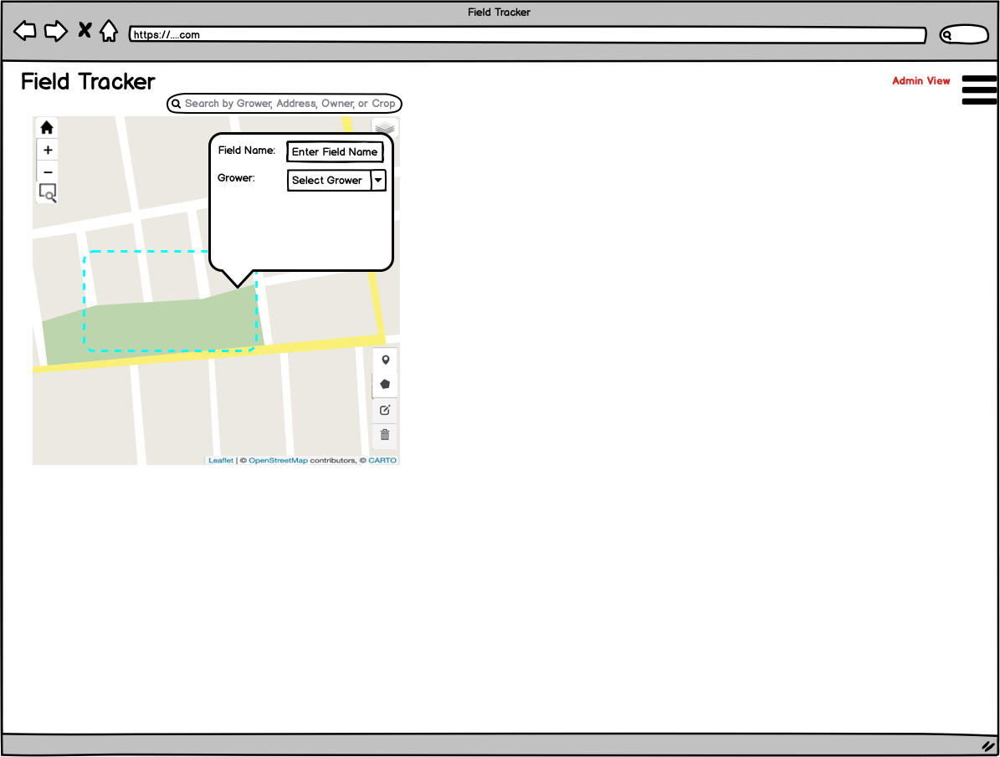 Field Tracker
https://....com
Field Tracker
Admin View
Search by Grower, Address, Owner, or Crop
+
Field Name: Enter Field Name
−
Grower: Select Grower
Leaflet | © OpenStreetMap contributors, © CARTO